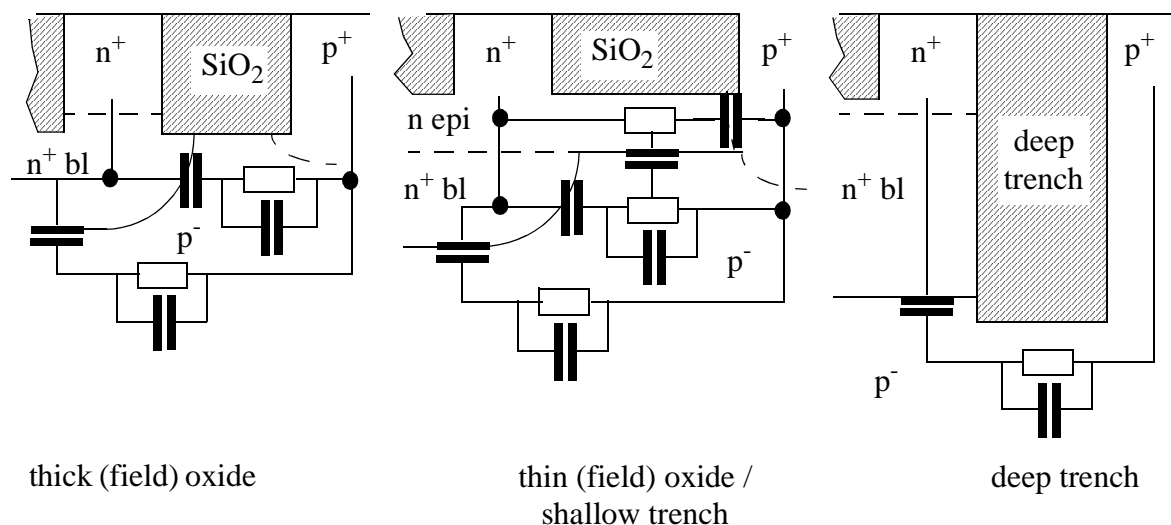 n+
SiO2
p+
n+ bl
p-
thick (field) oxide
n+
SiO2
p+
n epi
n+ bl
p-
thin (field) oxide /
shallow trench
n+
p+
deep
trench
n+ bl
p-
deep trench